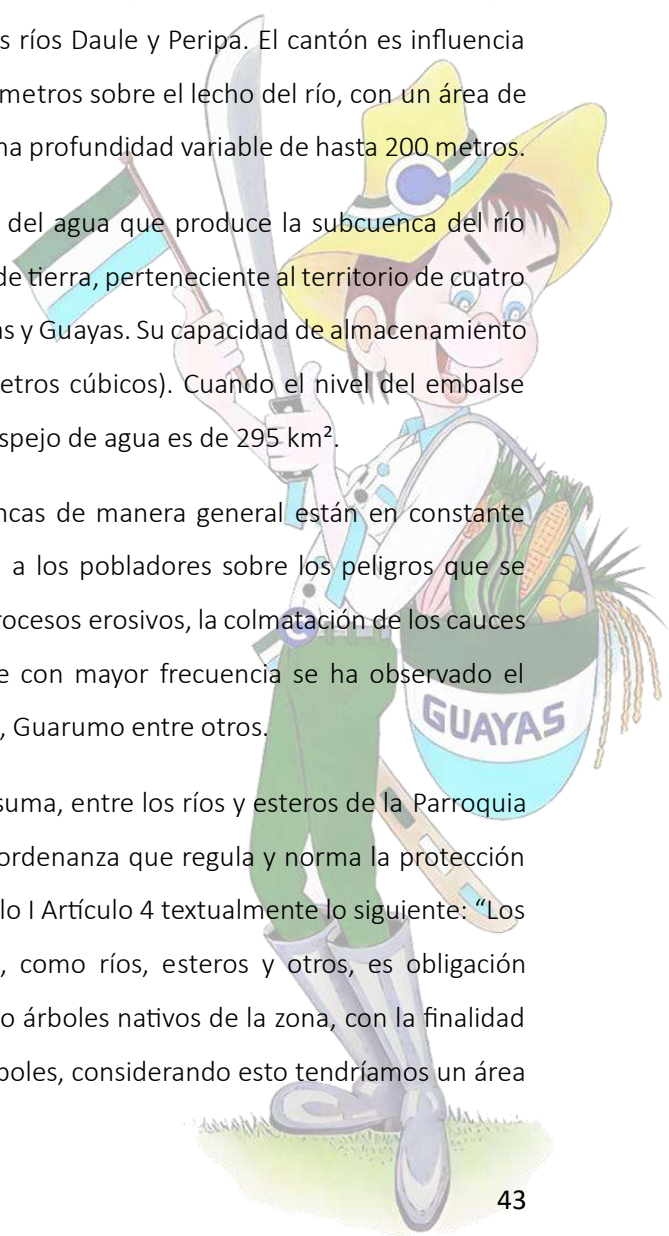 s ríos Daule y Peripa. El cantón es influencia
metros sobre el lecho del río, con un área de
na profundidad variable de hasta 200 metros.
del agua que produce la subcuenca del río
de tierra, perteneciente al territorio de cuatro
as y Guayas. Su capacidad de almacenamiento
etros cúbicos). Cuando el nivel del embalse
spejo de agua es de 295 km².
ncas de manera general están en constante
a los pobladores sobre los peligros que se
rocesos erosivos, la colmatación de los cauces
e con mayor frecuencia se ha observado el
, Guarumo entre otros.
GUAYAS
suma, entre los ríos y esteros de la Parroquia
ordenanza que regula y norma la protección
lo I Artículo 4 textualmente lo siguiente: “Los
, como ríos, esteros y otros, es obligación
o árboles nativos de la zona, con la finalidad
boles, considerando esto tendríamos un área
43